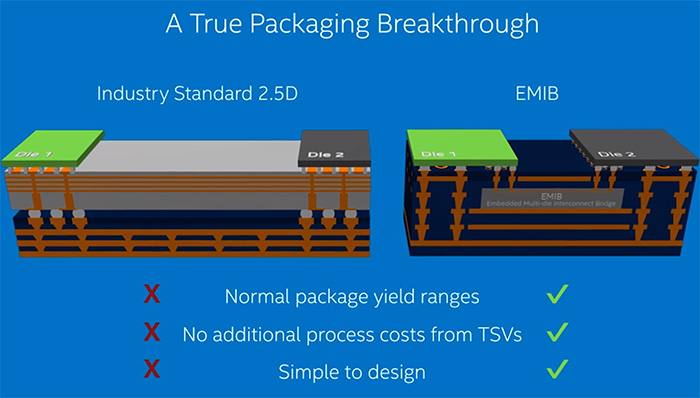 A True Packaging Breakthrough
Industry Standard 2.5D
EMIB
Die 1
Die 2
Die 1
Die 2
EMIB
Embedded Multi-die Interconnect Bridge
X Normal package yield ranges ✓
X No additional process costs from TSVs ✓
X Simple to design ✓